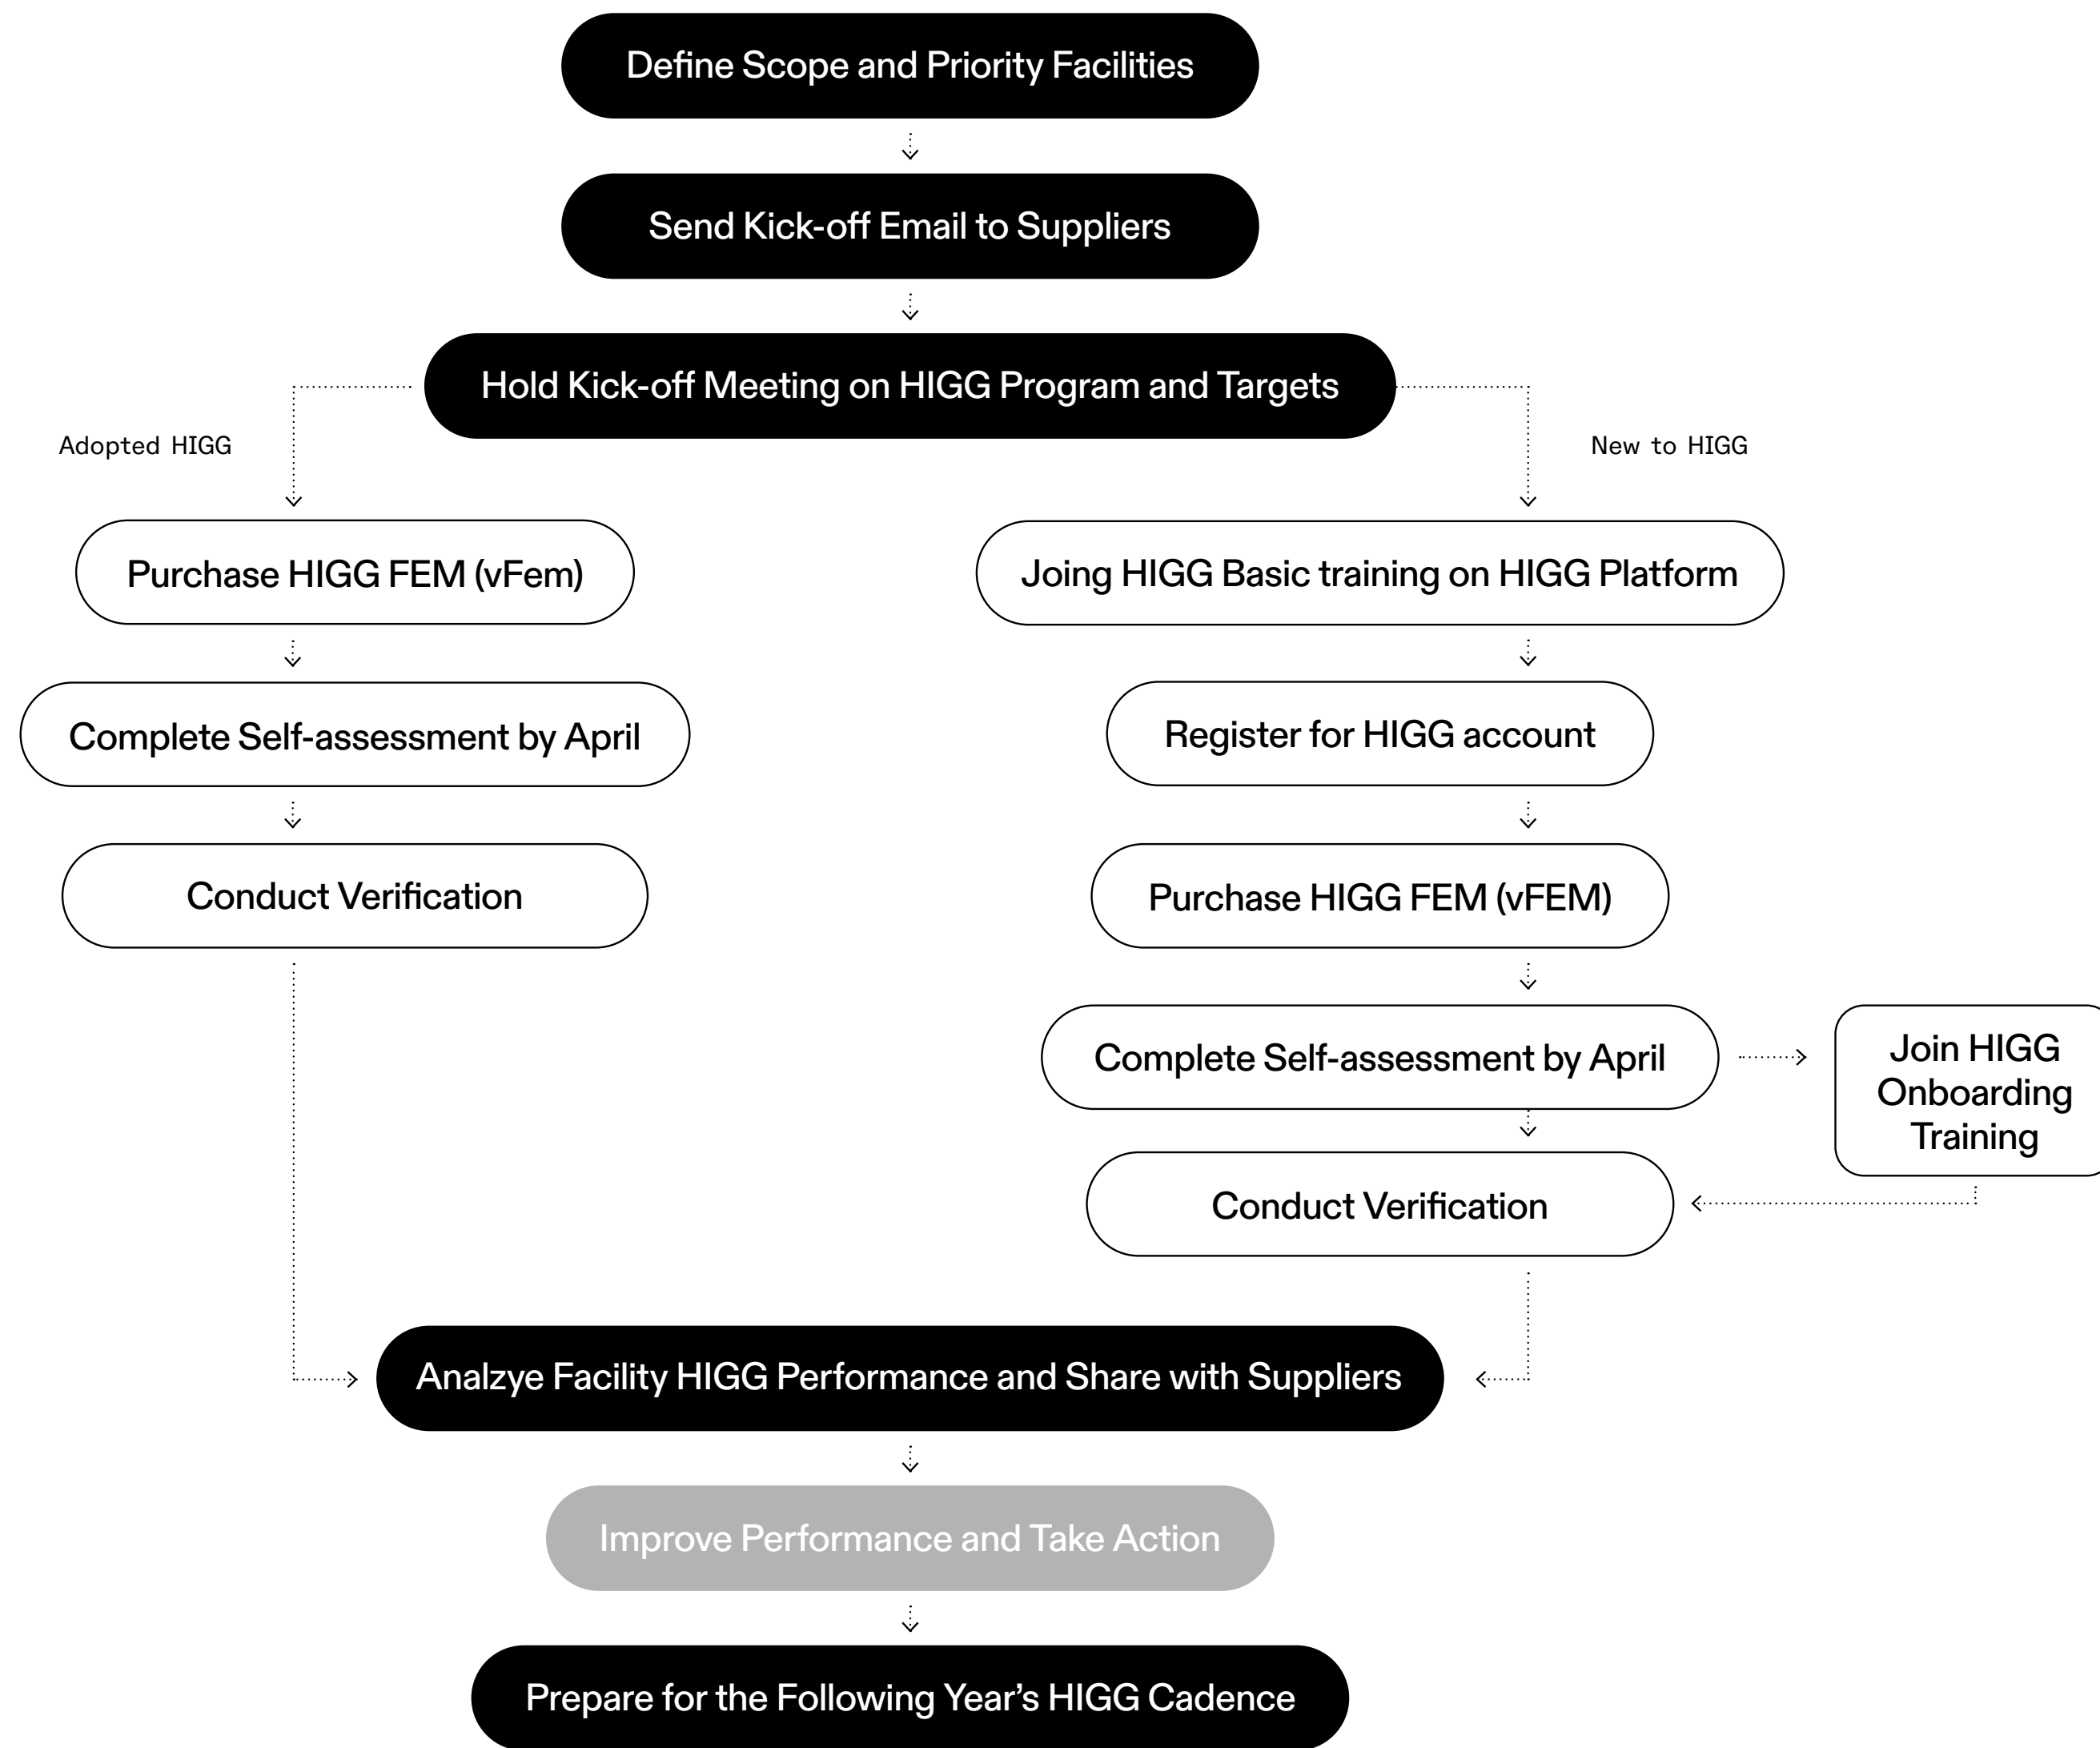 Define Scope and Priority Facilities
Send Kick-off Email to Suppliers
Hold Kick-off Meeting on HIGG Program and Targets
Adopted HIGG
New to HIGG
Purchase HIGG FEM (vFem)
Complete Self-assessment by April
Conduct Verification
Joing HIGG Basic training on HIGG Platform
Register for HIGG account
Purchase HIGG FEM (vFEM)
Complete Self-assessment by April
Join HIGG
Onboarding
Training
Conduct Verification
Analzye Facility HIGG Performance and Share with Suppliers
Improve Performance and Take Action
Prepare for the Following Year’s HIGG Cadence